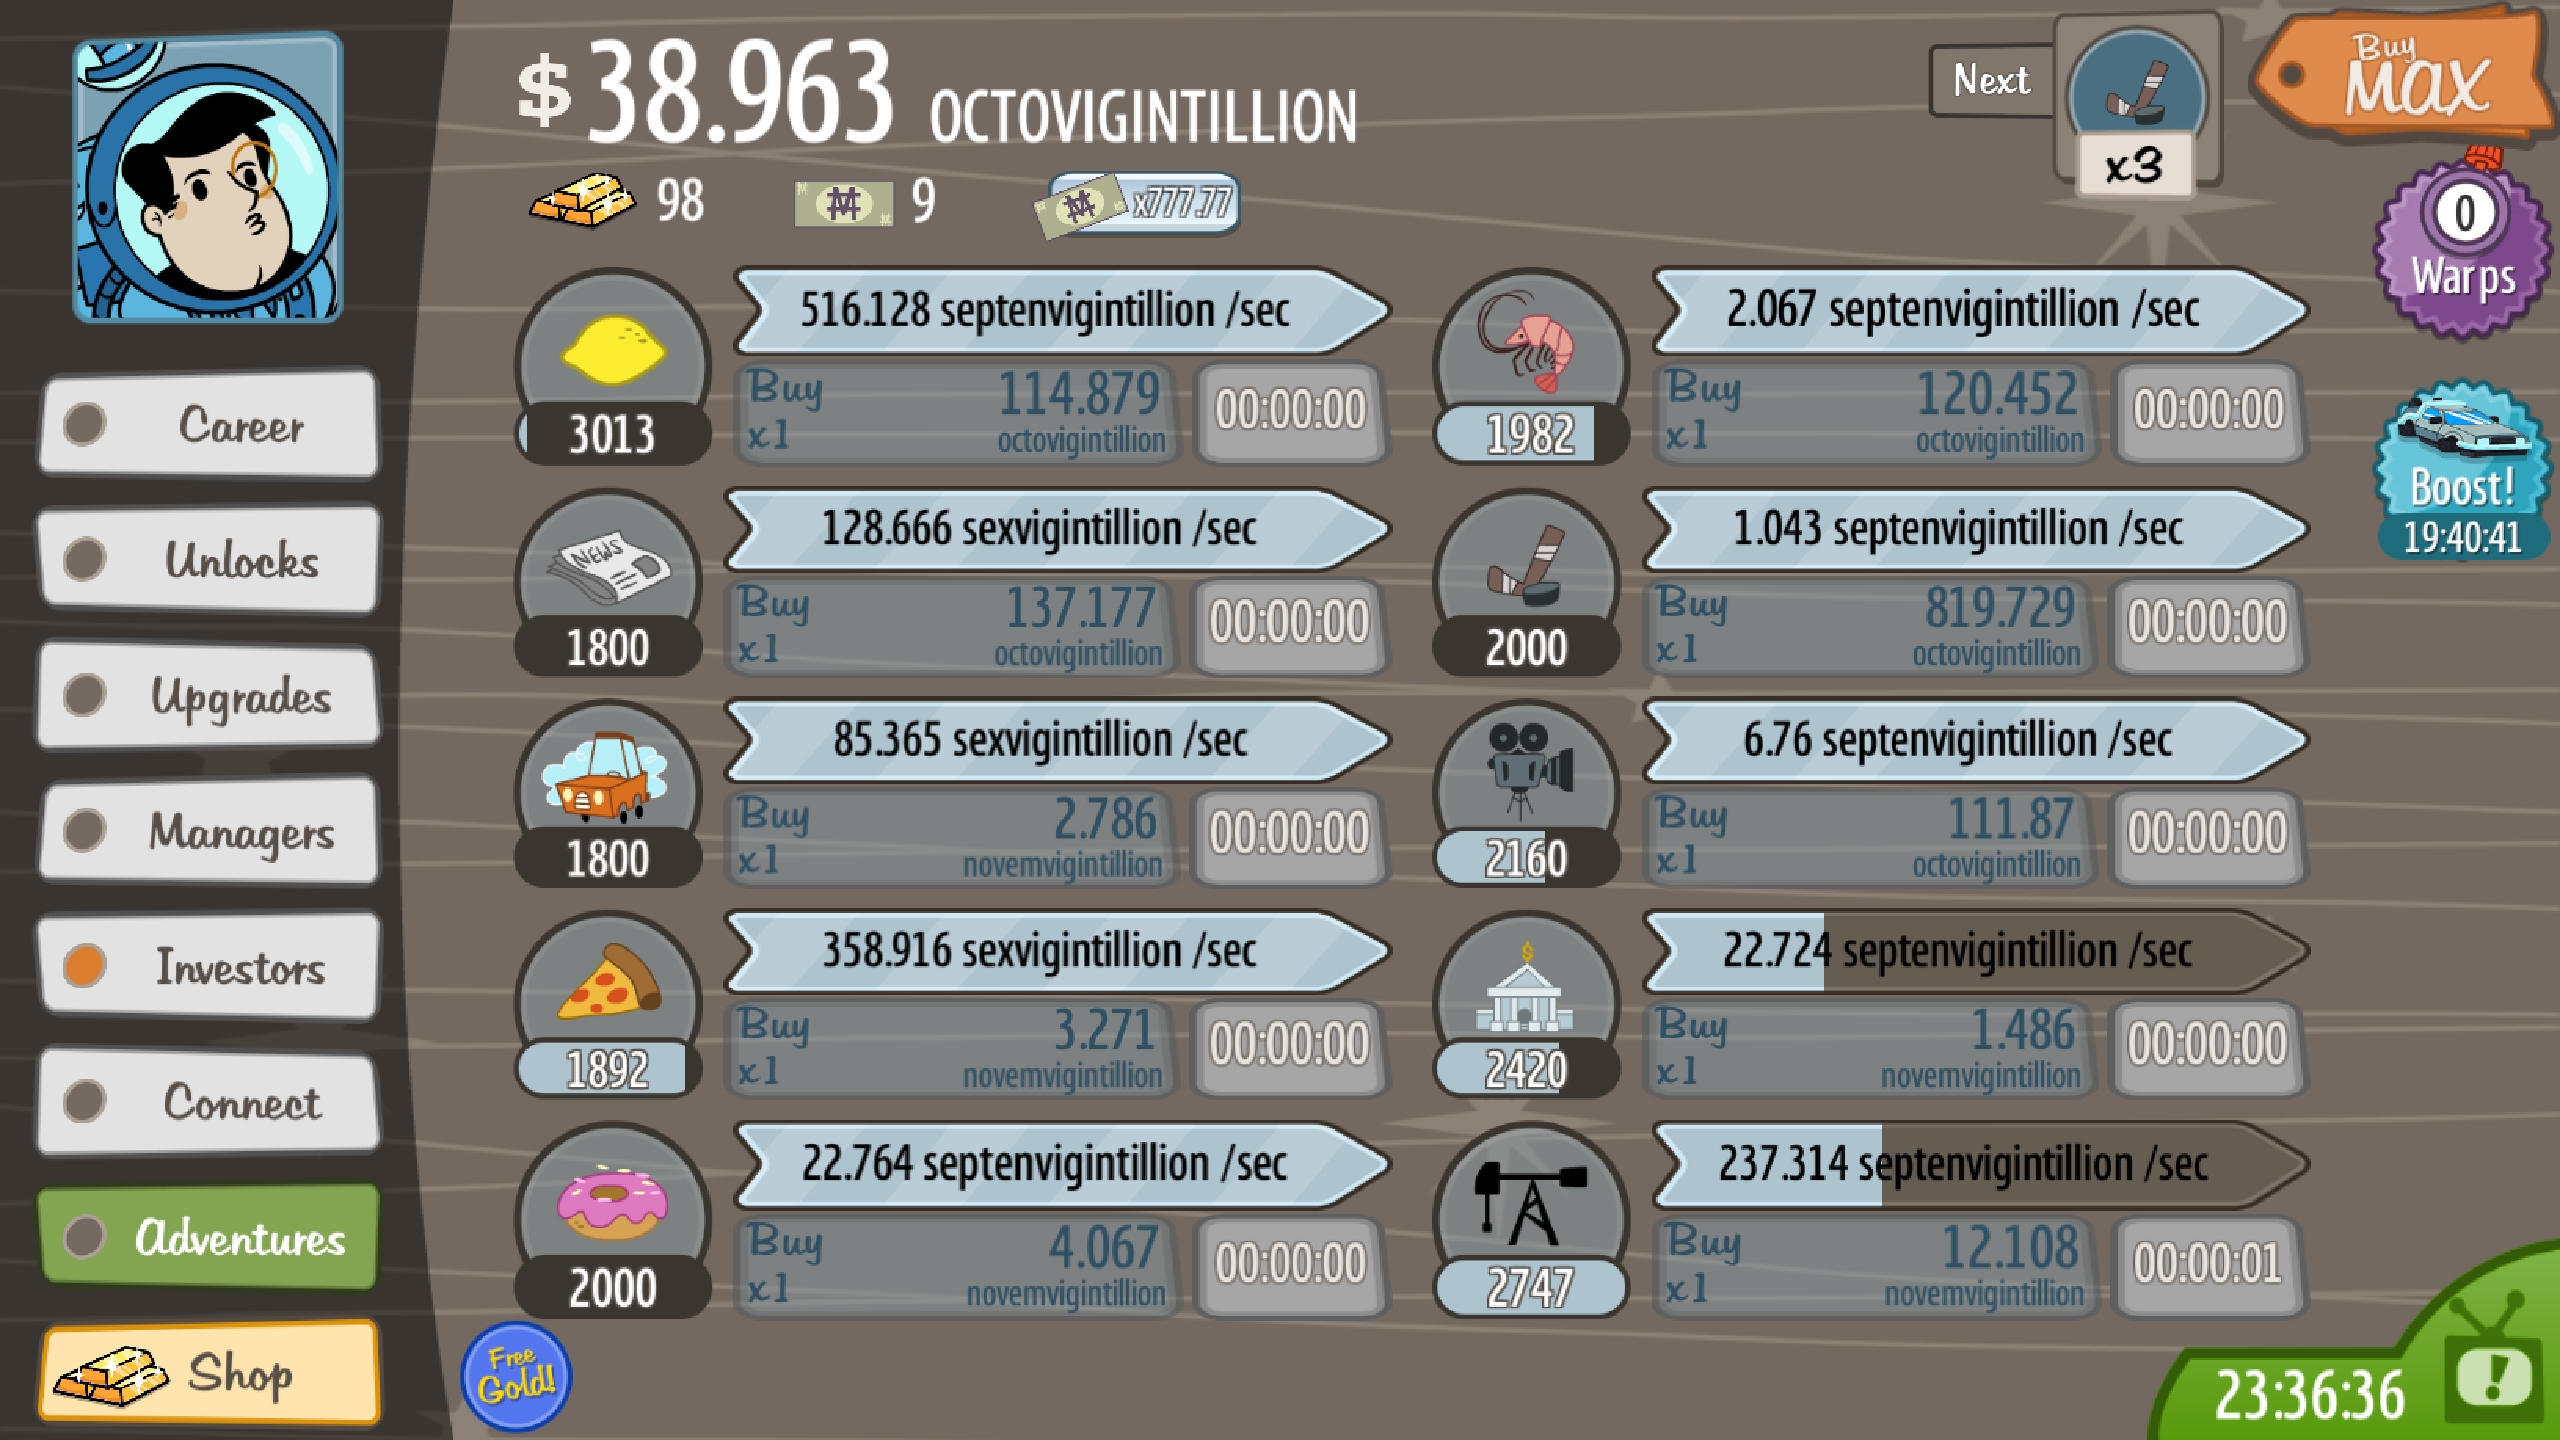 $ 38.963 OCTOVIGINTILLION
98 9 x777.77
Next
x3
Buy
MAX
0
Warps
Boost!
19:40:41
Career
Unlocks
Upgrades
Managers
Investors
Connect
Adventures
Shop
516.128 septenvigintillion /sec
3013
Buy
x1
114.879
octovigintillion
00:00:00
2.067 septenvigintillion /sec
1982
Buy
x1
120.452
octovigintillion
00:00:00
128.666 sexvigintillion /sec
NEWS
1800
Buy
x1
137.177
octovigintillion
00:00:00
1.043 septenvigintillion /sec
2000
Buy
x1
819.729
octovigintillion
00:00:00
85.365 sexvigintillion /sec
1800
Buy
x1
2.786
novemvigintillion
00:00:00
6.76 septenvigintillion /sec
2160
Buy
x1
111.87
octovigintillion
00:00:00
358.916 sexvigintillion /sec
1892
Buy
x1
3.271
novemvigintillion
00:00:00
22.724 septenvigintillion /sec
$
2420
Buy
x1
1.486
novemvigintillion
00:00:00
22.764 septenvigintillion /sec
2000
Buy
x1
4.067
novemvigintillion
00:00:00
237.314 septenvigintillion /sec
2747
Buy
x1
12.108
novemvigintillion
00:00:01
Free
Gold!
23:36:36
!